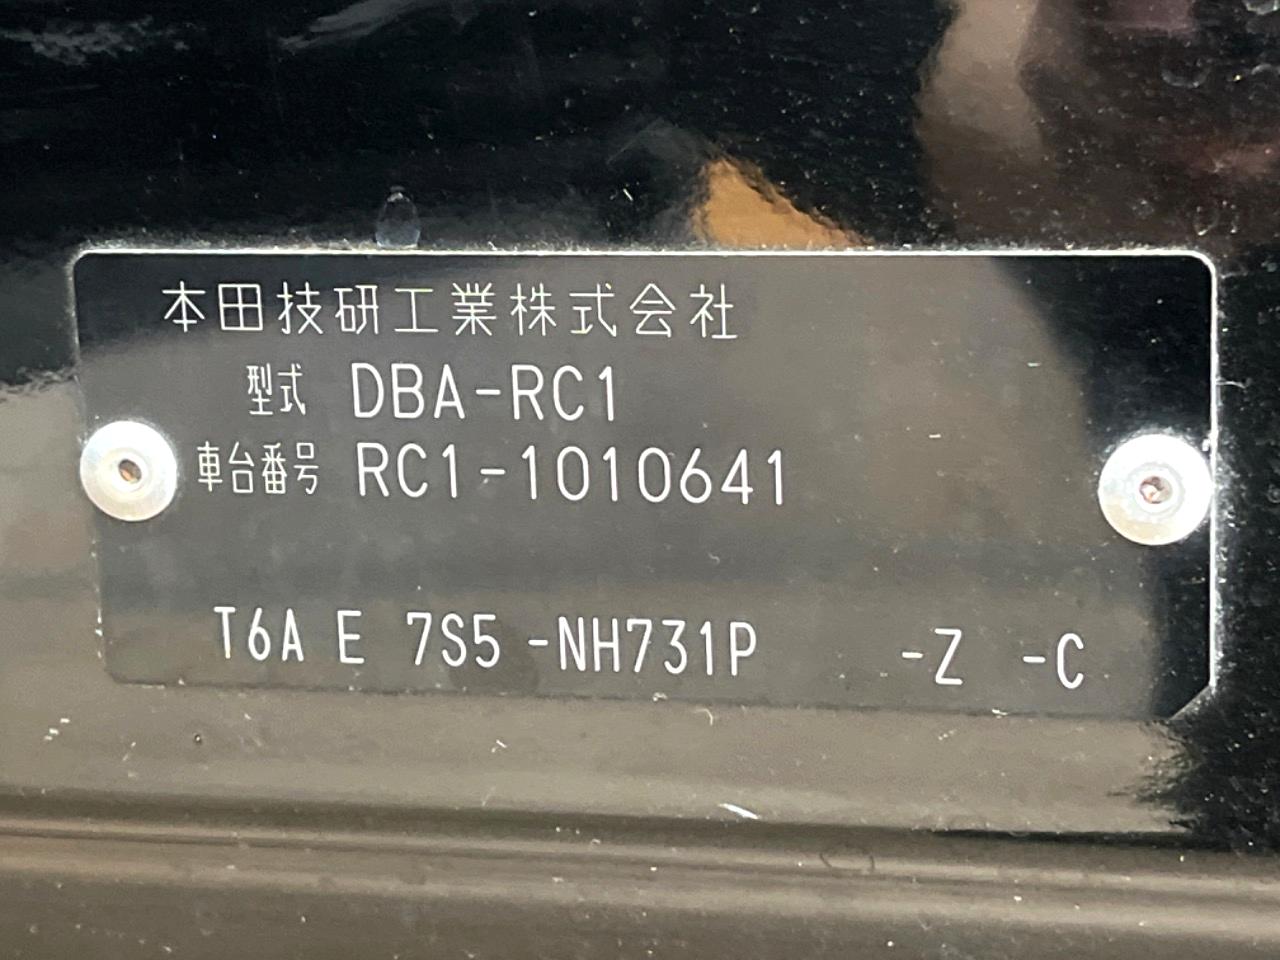 本田技研工業株式会社
型式 DBA-RC1
車台番号 RC1-1010641
T6A E 7S5 -NH731P -Z -C